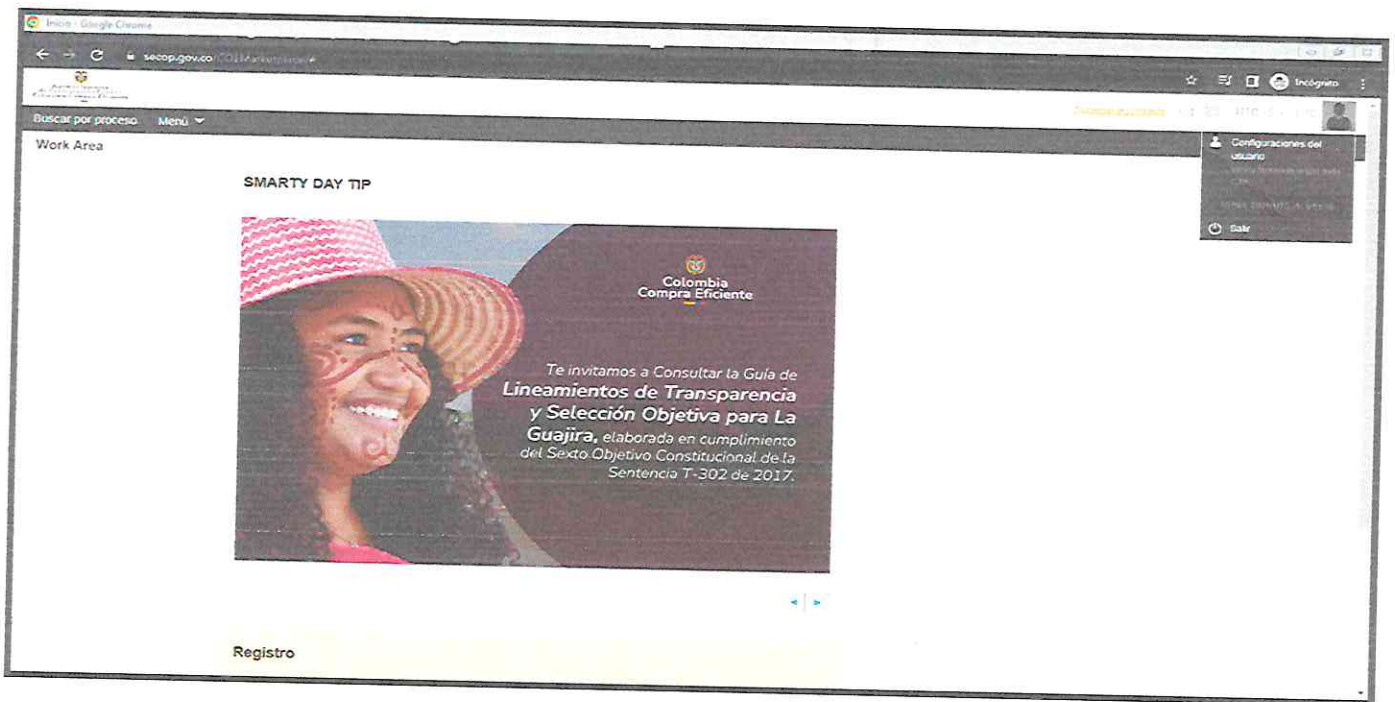 Inicio - Google Chrome
secop.gov.co/CO1Marketplace/#
Incógnito
Buscar por proceso Menú
Work Area
Configuraciones del
usuario
Salir
SMARTY DAY TIP
Colombia
Compra Eficiente
Te invitamos a Consultar la Guía de
Lineamientos de Transparencia
y Selección Objetiva para La
Guajira, elaborada en cumplimiento
del Sexto Objetivo Constitucional de la
Sentencia T-302 de 2017.
< >
Registro